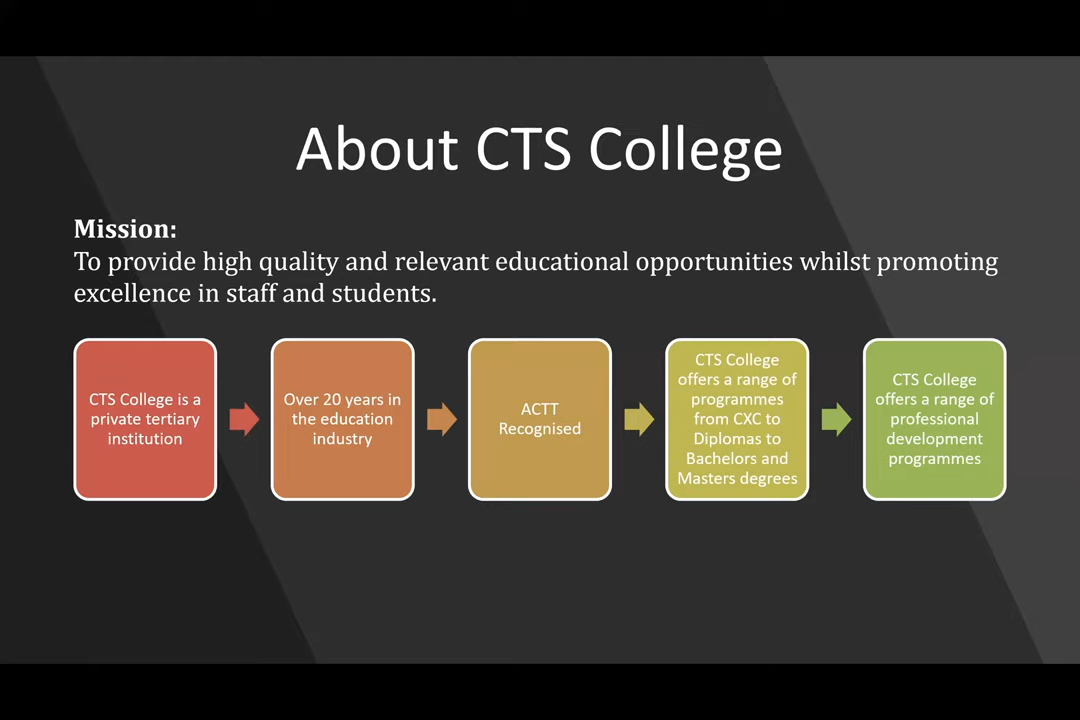 About CTS College
Mission:
To provide high quality and relevant educational opportunities whilst promoting
excellence in staff and students.
CTS College is a
private tertiary
institution
Over 20 years in
the education
industry
ACTT
Recognised
CTS College
offers a range of
programmes
from CXC to
Diplomas to
Bachelors and
Masters degrees
CTS College
offers a range of
professional
development
programmes